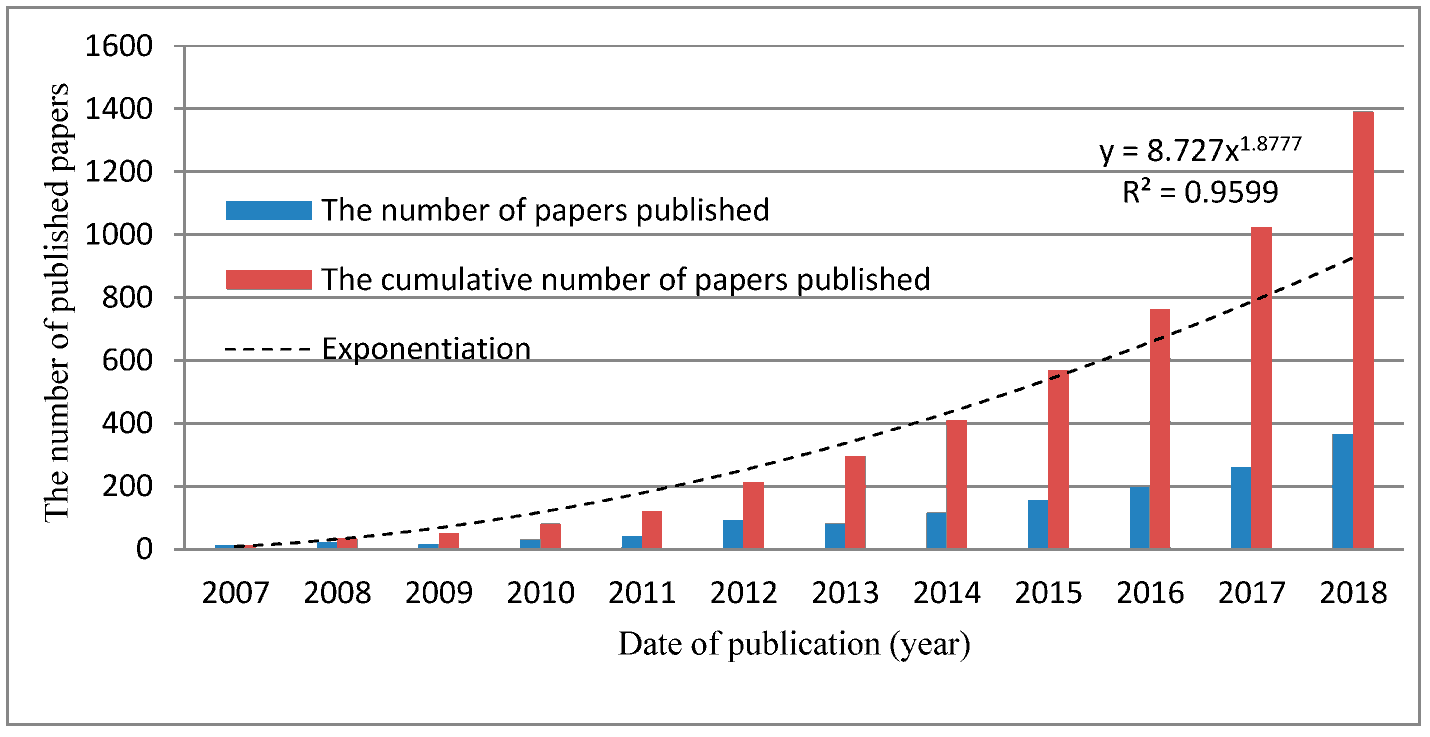 The number of published papers
1600
1400
1200
1000
800
600
400
200
0
y = 8.727x^1.8777
R² = 0.9599
The number of papers published
The cumulative number of papers published
Exponentiation
2007 2008 2009 2010 2011 2012 2013 2014 2015 2016 2017 2018
Date of publication (year)